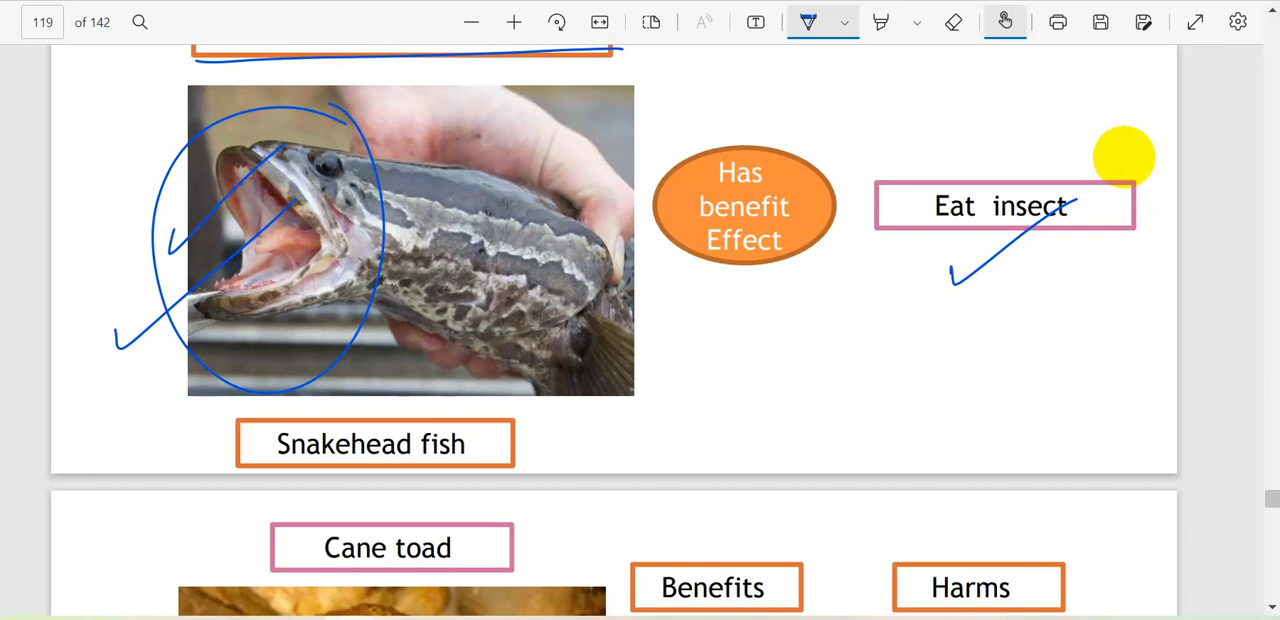 119 of 142
Has
benefit
Effect
Eat insect
Snakehead fish
Cane toad
Benefits
Harms